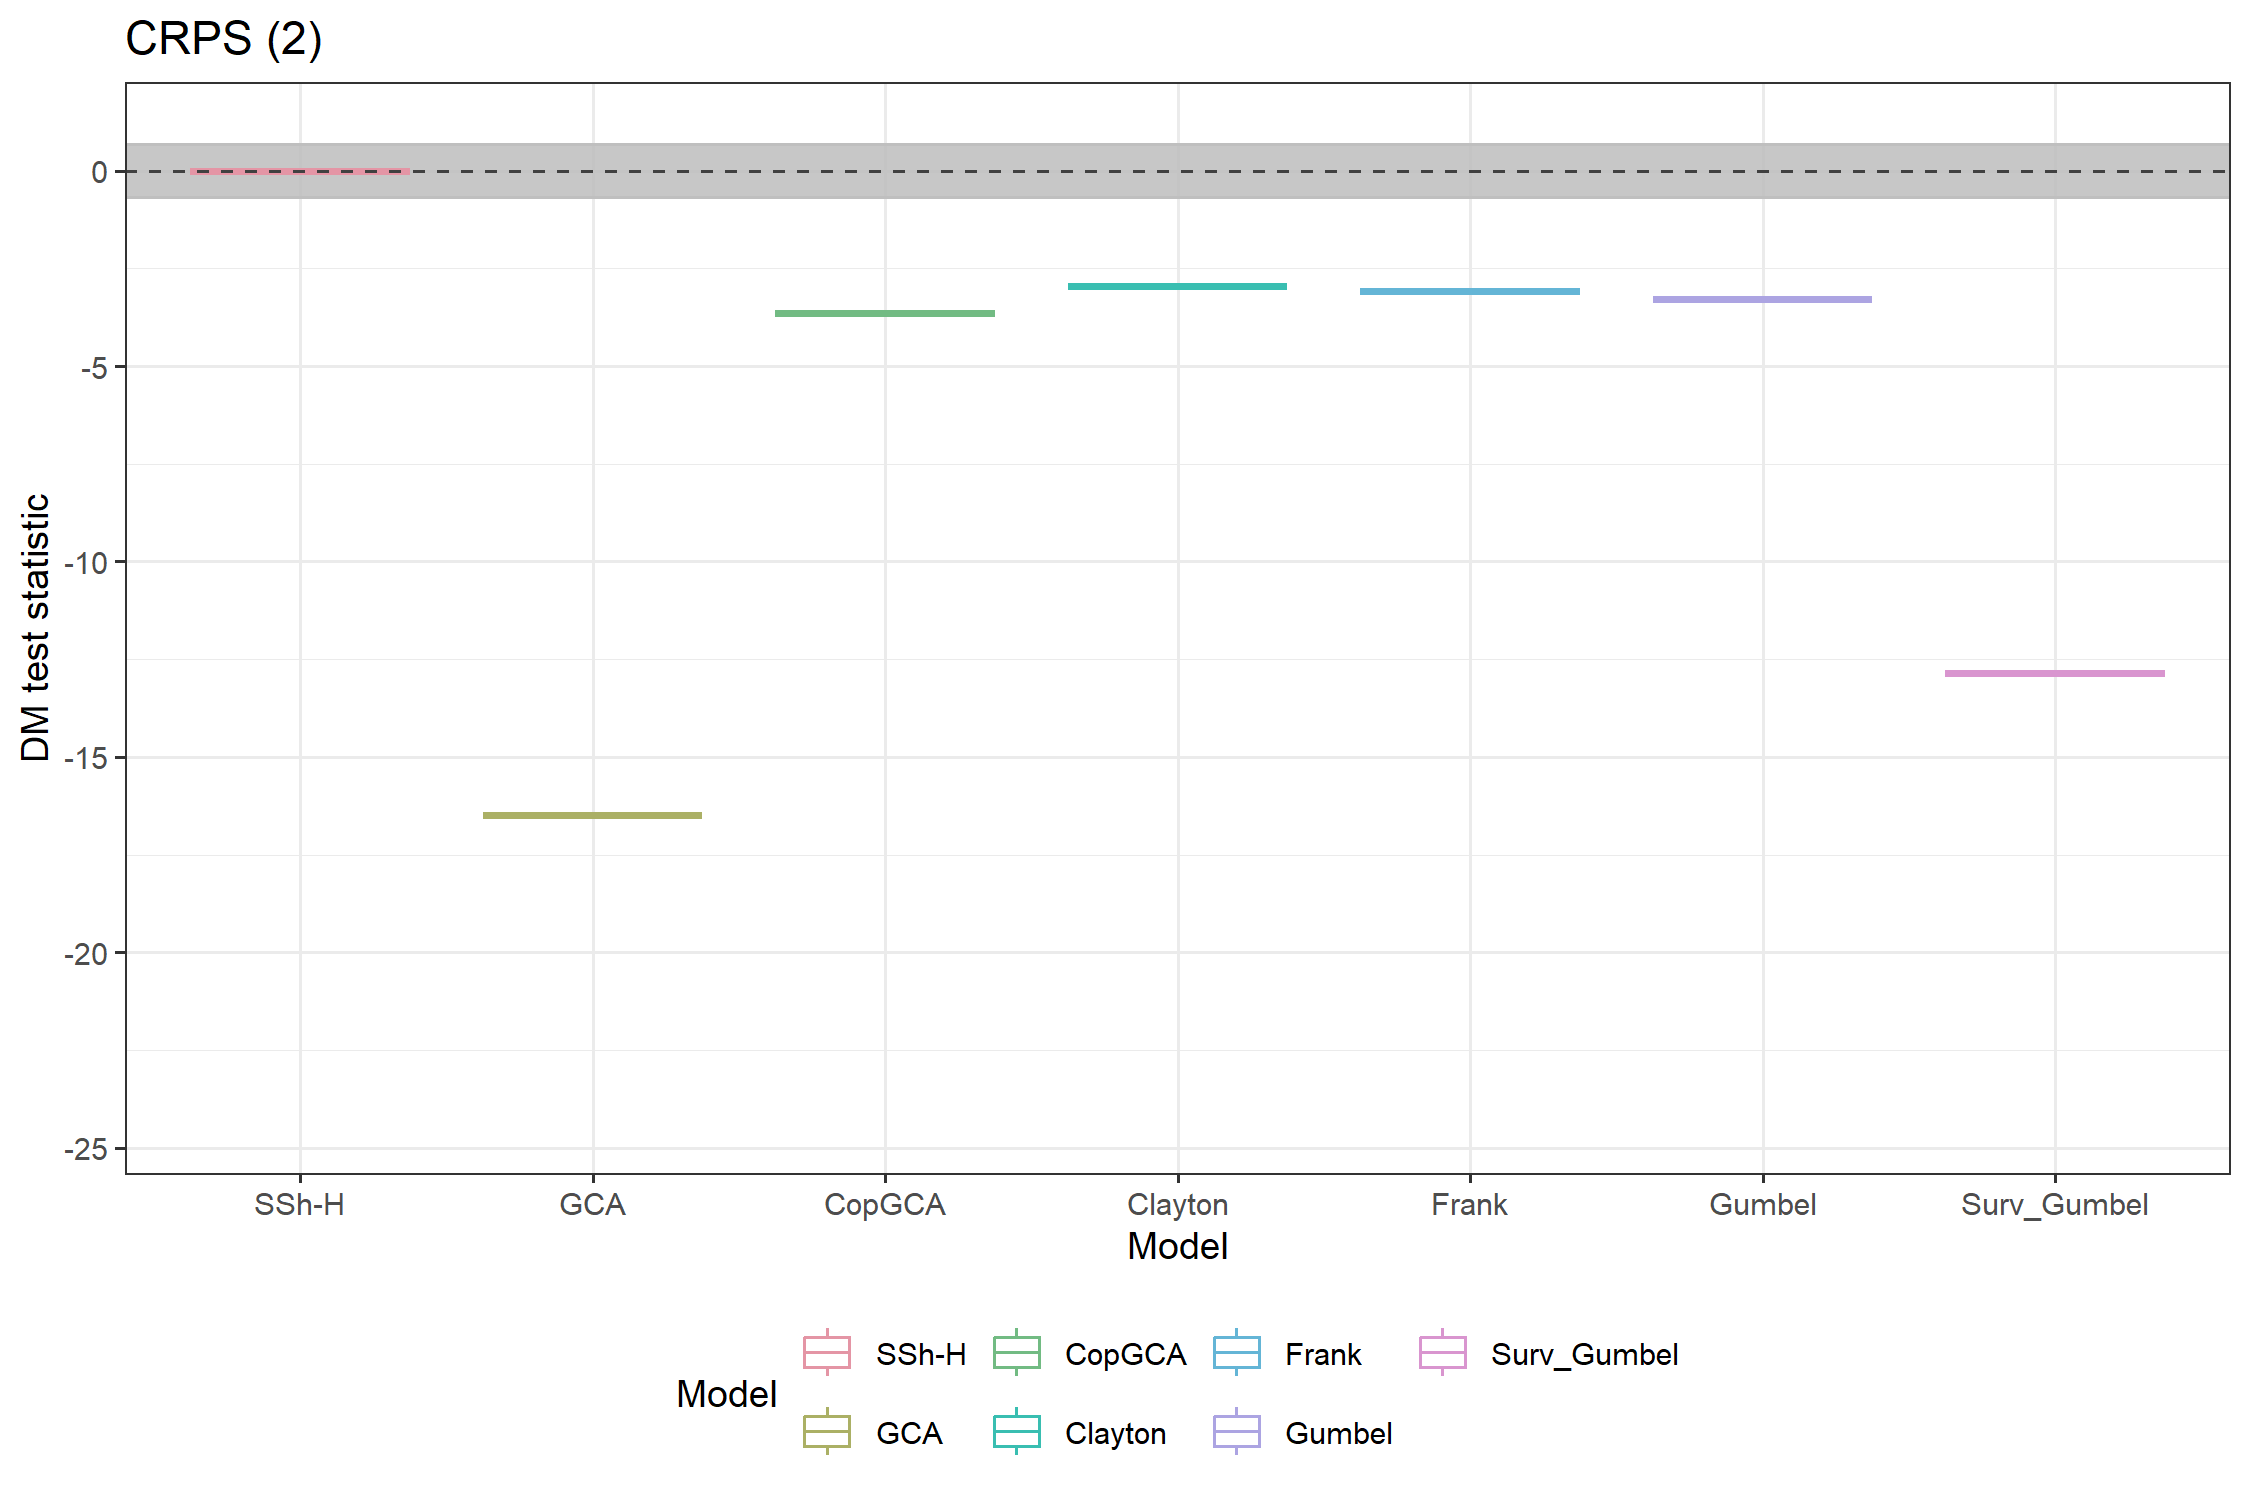 CRPS (2)
DM test statistic
0
-5
-10
-15
-20
-25
SSh-H GCA CopGCA Clayton Frank Gumbel Surv_Gumbel
Model
Model
SSh-H CopGCA Frank Surv_Gumbel
GCA Clayton Gumbel